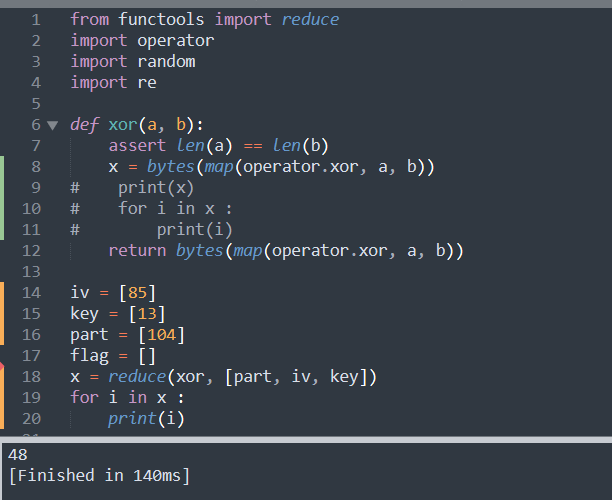 1 from functools import reduce
2 import operator
3 import random
4 import re
5
6 def xor(a, b):
7     assert len(a) == len(b)
8     x = bytes(map(operator.xor, a, b))
9 #    print(x)
10 #    for i in x :
11 #        print(i)
12     return bytes(map(operator.xor, a, b))
13
14 iv = [85]
15 key = [13]
16 part = [104]
17 flag = []
18 x = reduce(xor, [part, iv, key])
19 for i in x :
20     print(i)
48
[Finished in 140ms]